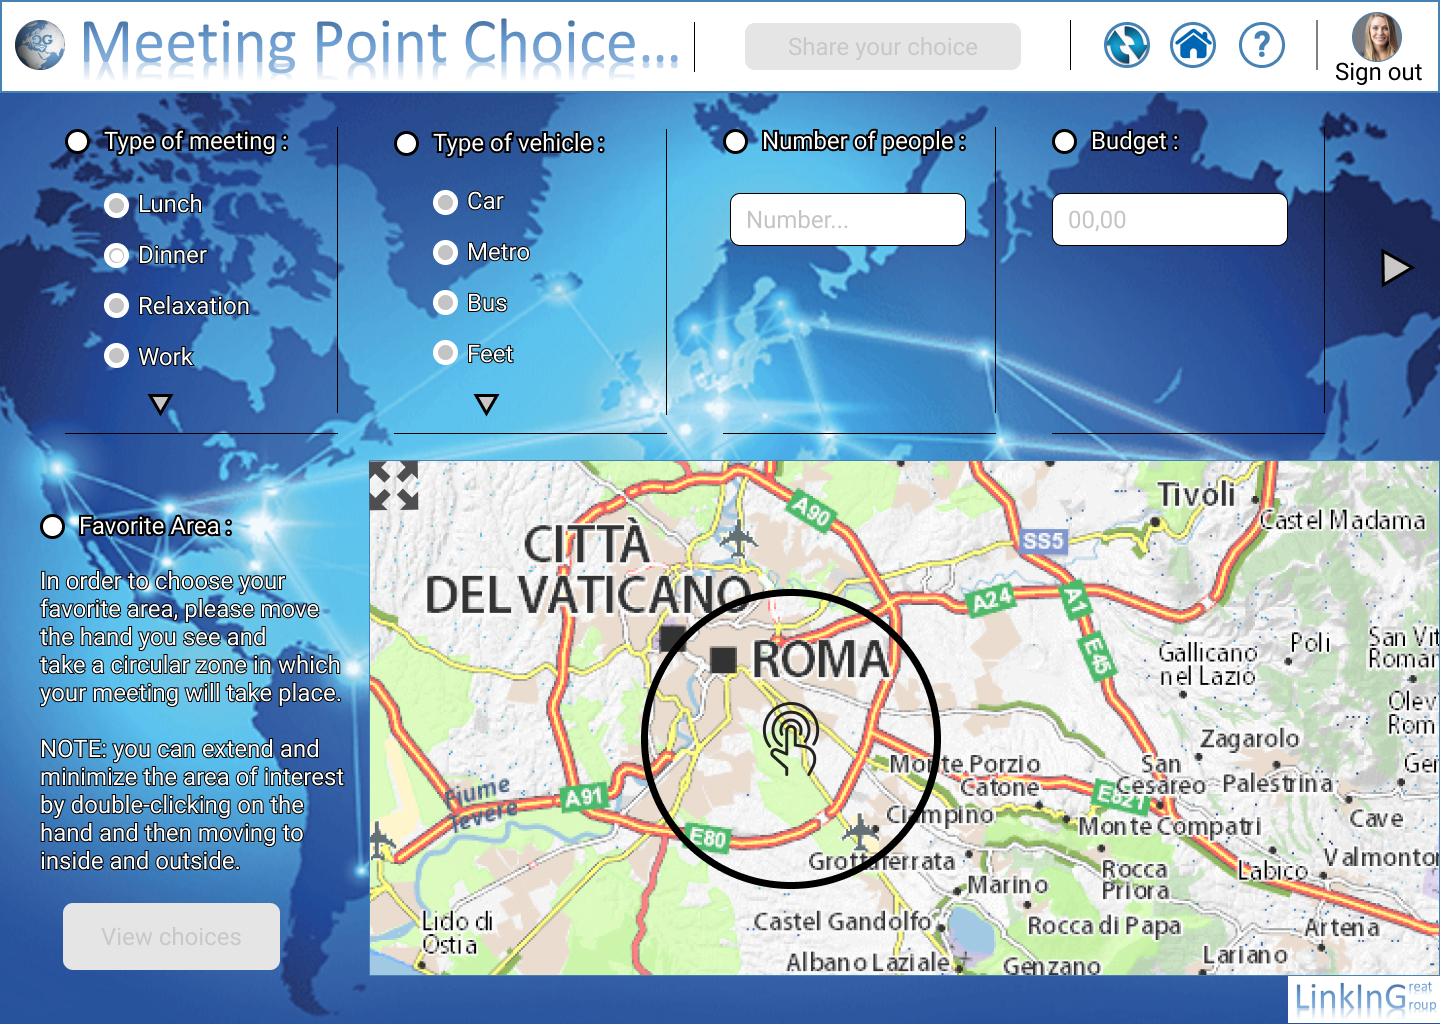 Meeting Point Choice...
Share your choice
?
Sign out
Type of meeting :
Lunch
Dinner
Relaxation
Work
Type of vehicle :
Car
Metro
Bus
Feet
Number of people :
Number...
Budget :
00,00
Favorite Area :
In order to choose your
favorite area, please move
the hand you see and
take a circular zone in which
your meeting will take place.
NOTE: you can extend and
minimize the area of interest
by double-clicking on the
hand and then moving to
inside and outside.
View choices
CITTÀ
DEL VATICANO
ROMA
A90
SS5
Tivoli
Castel Madama
A24
A1
E45
Gallicano
nel Lazio
Poli
San Vit
Roman
Olev
Rom
Zagarolo
Gen
Monte Porzio
Catone
San
Cesareo
Palestrina
E821
Cave
Ciampino
Monte Compatri
A91
Fiume
Tevere
E80
Grottaferrata
Marino
Rocca
Priora
Labico
Valmonto
Lido di
Ostia
Castel Gandolfo
Rocca di Papa
Artena
Lariano
Albano Laziale
Genzano
LinkInGreat
Group